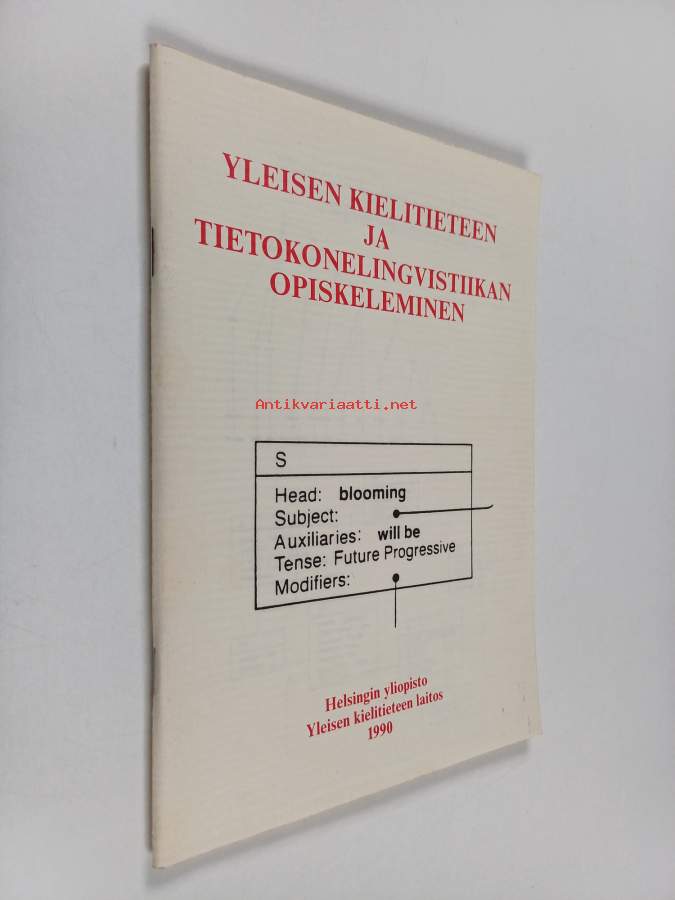 YLEISEN KIELITIETEEN
JA
TIETOKONELINGVISTIIKAN
OPISKELEMINEN
Antikvariaatti.net
S
Head: blooming
Subject:
Auxiliaries: will be
Tense: Future Progressive
Modifiers:
Helsingin yliopisto
Yleisen kielitieteen laitos
1990